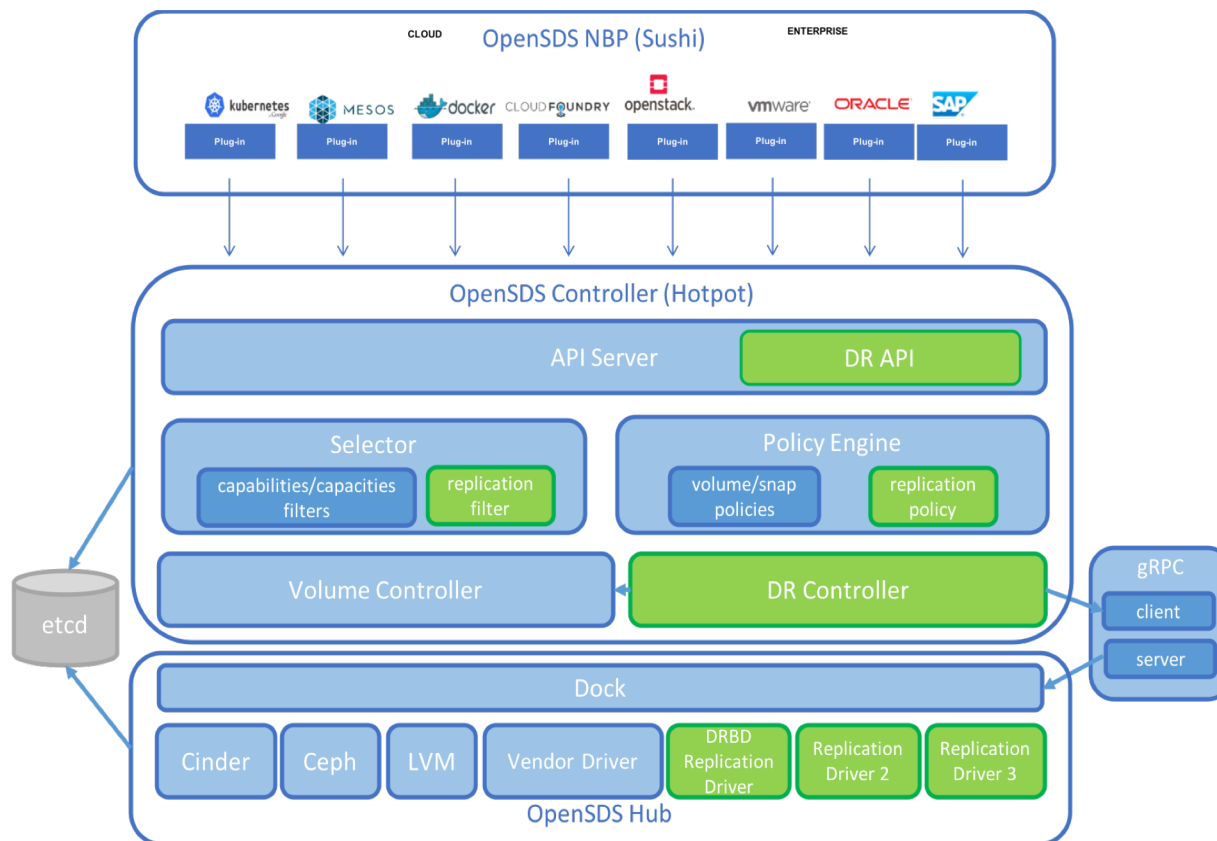 CLOUD
OpenSDS NBP (Sushi)
ENTERPRISE
kubernetes
by Google
MESOS
docker
CLOUDFOUNDRY
openstack.
vmware
ORACLE
SAP
Plug-in
Plug-in
Plug-in
Plug-in
Plug-in
Plug-in
Plug-in
Plug-in
OpenSDS Controller (Hotpot)
API Server
DR API
Selector
capabilities/capacities
filters
replication
filter
Policy Engine
volume/snap
policies
replication
policy
Volume Controller
DR Controller
etcd
gRPC
client
server
Dock
Cinder
Ceph
LVM
Vendor Driver
DRBD
Replication
Driver
Replication
Driver 2
Replication
Driver 3
OpenSDS Hub